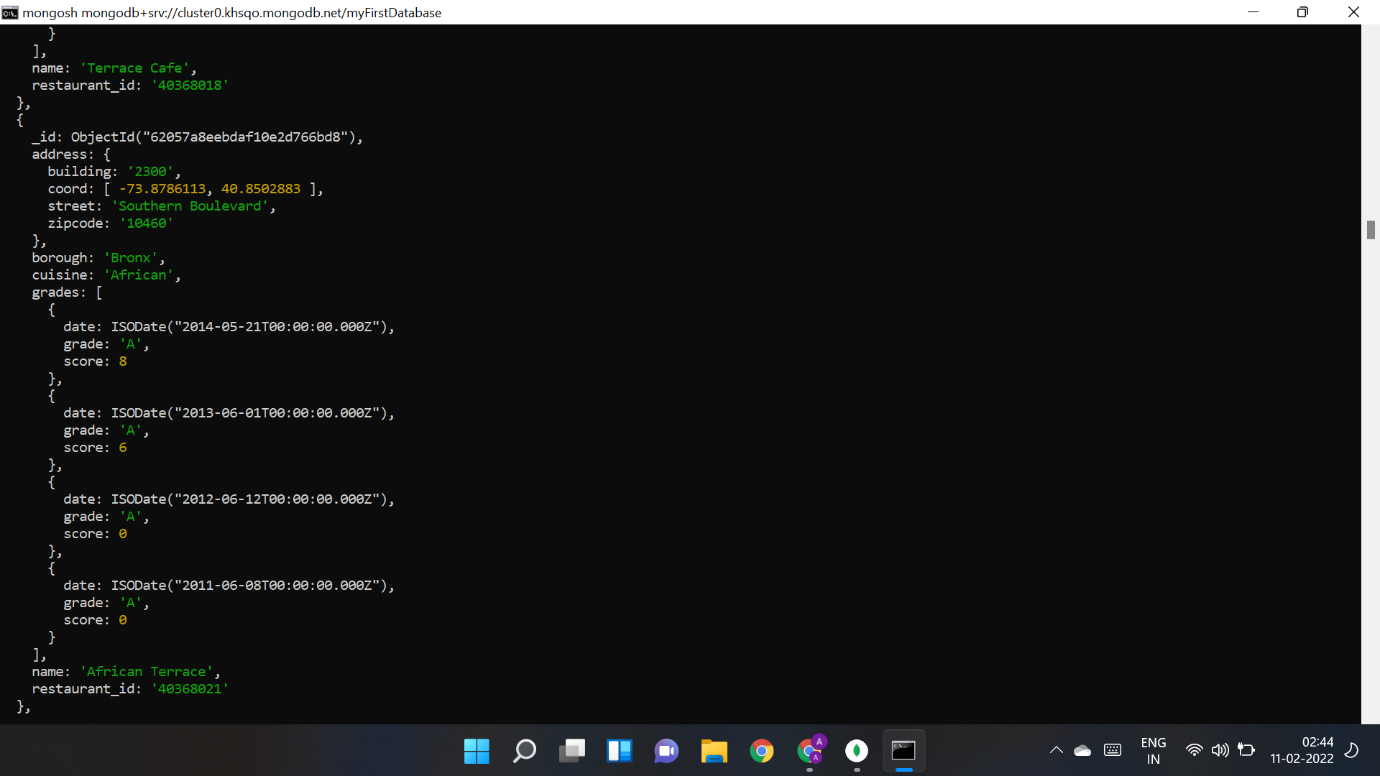 mongosh mongodb+srv://cluster0.khsqo.mongodb.net/myFirstDatabase
}
],
name: 'Terrace Cafe',
restaurant_id: '40368018'
},
{
_id: ObjectId("62057a8eebdaf10e2d766bd8"),
address: {
building: '2300',
coord: [ -73.8786113, 40.8502883 ],
street: 'Southern Boulevard',
zipcode: '10460'
},
borough: 'Bronx',
cuisine: 'African',
grades: [
{
date: ISODate("2014-05-21T00:00:00.000Z"),
grade: 'A',
score: 8
},
{
date: ISODate("2013-06-01T00:00:00.000Z"),
grade: 'A',
score: 6
},
{
date: ISODate("2012-06-12T00:00:00.000Z"),
grade: 'A',
score: 0
},
{
date: ISODate("2011-06-08T00:00:00.000Z"),
grade: 'A',
score: 0
}
],
name: 'African Terrace',
restaurant_id: '40368021'
},
A
A
ENG
IN
02:44
11-02-2022